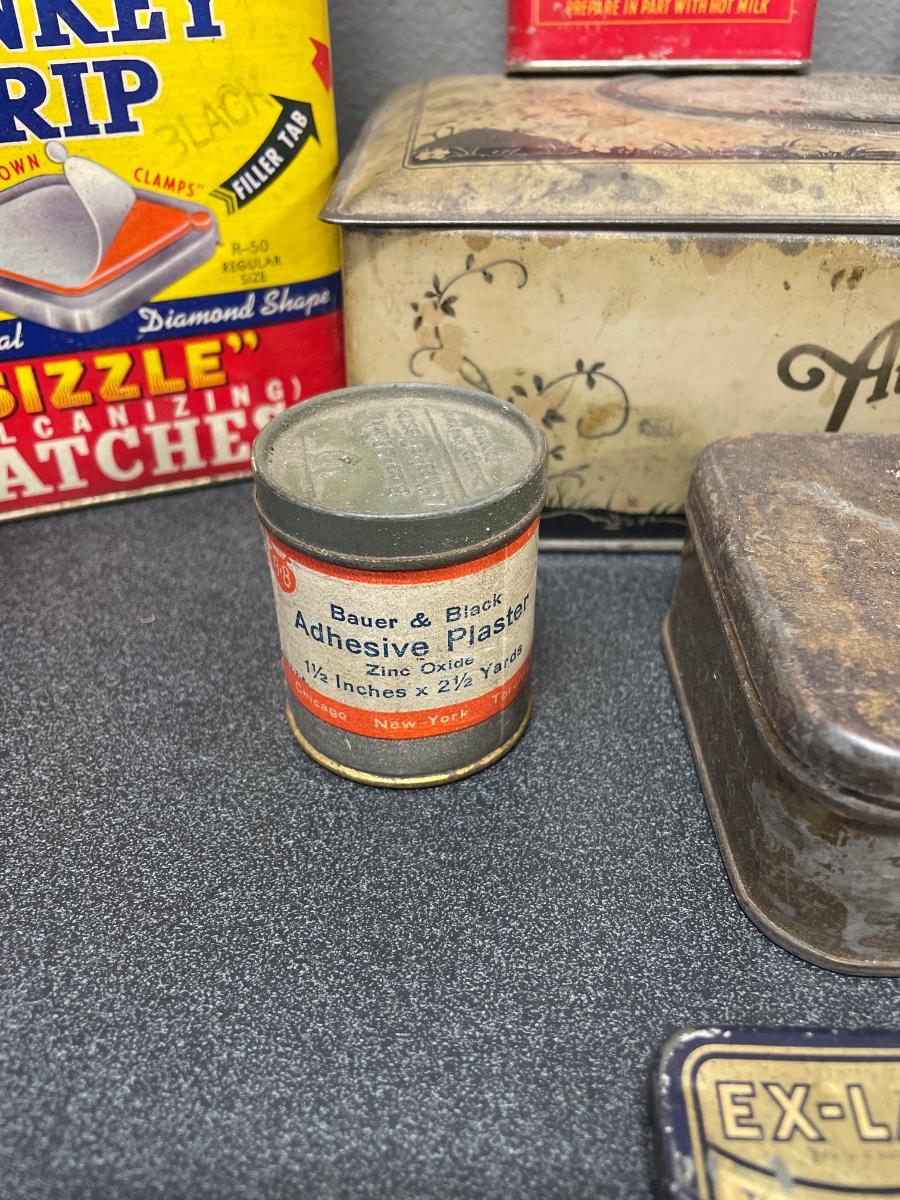 PREPARE IN PART WITH HOT MILK
NKEY
RIP
BLACK
FILLER TAB
OWN
CLAMPS"
R-50
REGULAR
SIZE
al
Diamond Shape
SIZZLE"
LCANIZING)
ATCHES
B&B
Bauer & Black
Adhesive Plaster
Zinc Oxide
1½ Inches x 2½ Yards
Chicago New York Toro
EX-LA